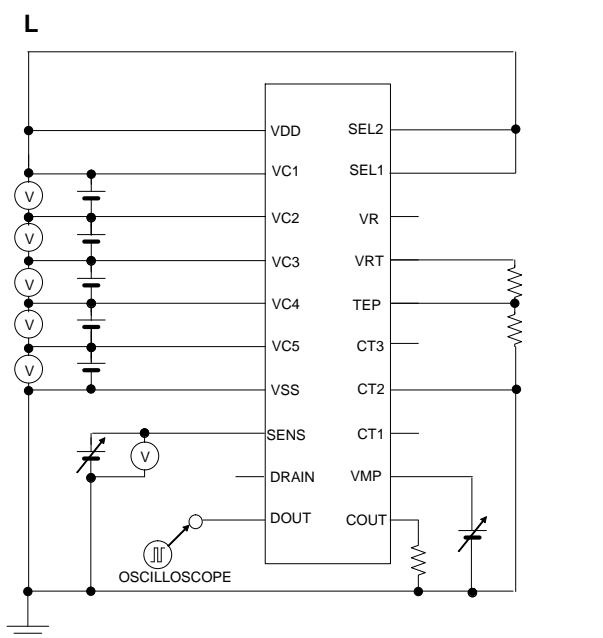 L
VDD
SEL2
VC1
SEL1
V
VC2
VR
V
VC3
VRT
V
VC4
TEP
V
VC5
CT3
V
VSS
CT2
SENS
CT1
V
DRAIN
VMP
DOUT
COUT
OSCILLOSCOPE